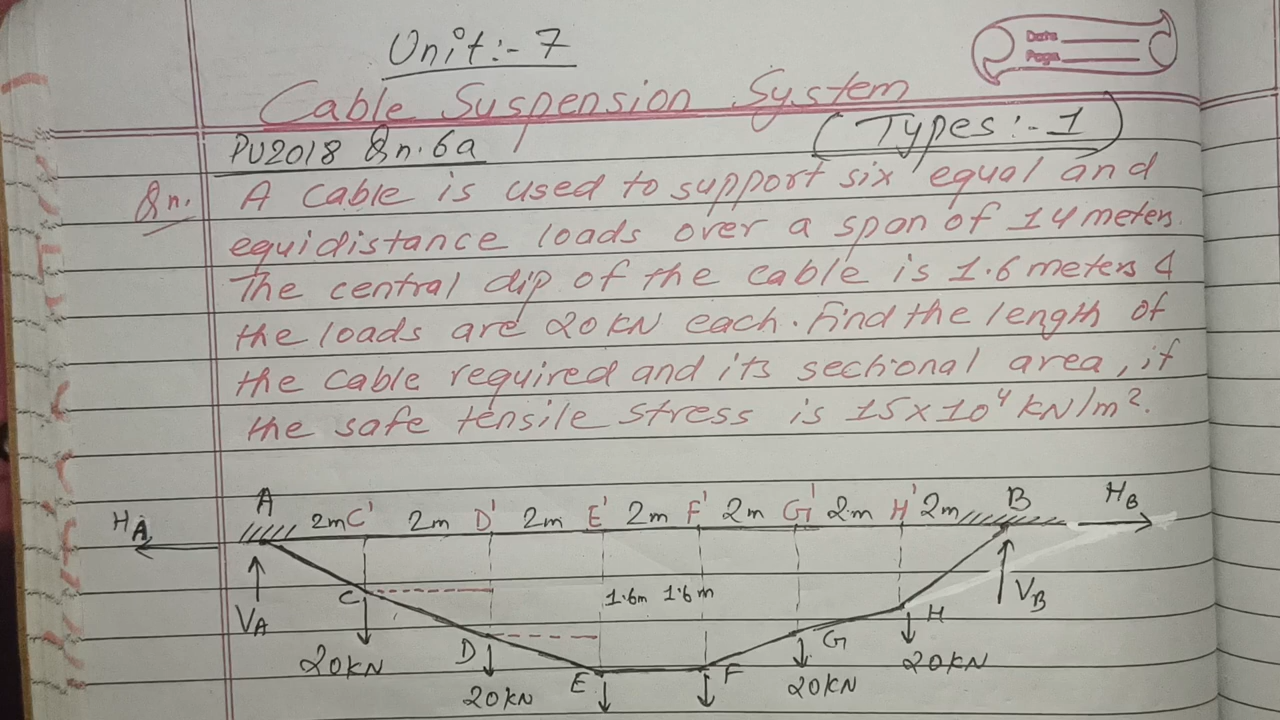 Unit:- 7
Date
Page
Cable Suspension System
(Types:-1)
PU2018 Qn.6a
Qn. A cable is used to support six equal and
equidistance loads over a span of 14 meters.
The central dip of the cable is 1.6 meters &
the loads are 20 KN each. Find the length of
the cable required and its sectional area, if
the safe tensile stress is 15×10⁴ KN/m².
HA A 2m C' 2m D' 2m E' 2m F' 2m G' 2m H' 2m B HB
VA C 1.6m 1.6m VB
D G H
20KN 20KN
20KN E F 20KN